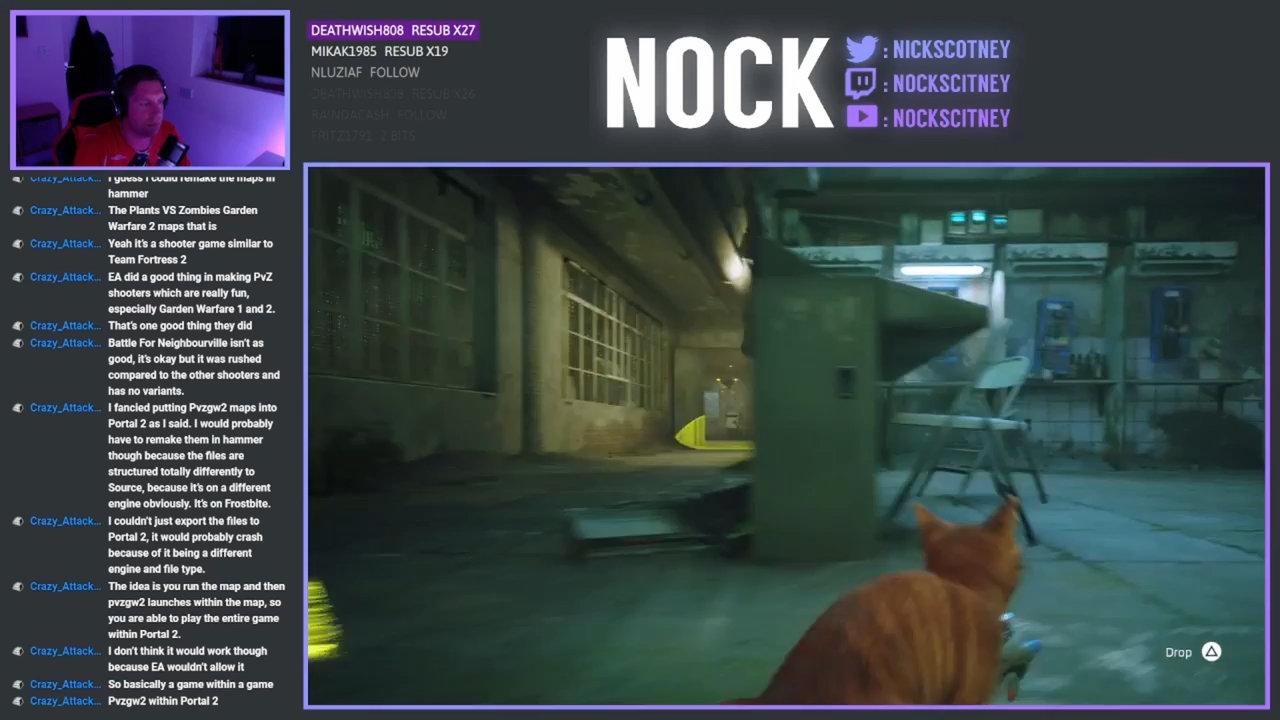 DEATHWISH808 RESUB X27
MIKAK1985 RESUB X19
NLUZIAF FOLLOW
DEATHWISH808 RESUB X26
RAINDACASH FOLLOW
FRITZ1791 2 BITS
NOCK
: NICKSCOTNEY
: NOCKSCITNEY
: NOCKSCITNEY
Crazy_Attack... I guess I could remake the maps in
hammer
Crazy_Attack... The Plants VS Zombies Garden
Warfare 2 maps that is
Crazy_Attack... Yeah it's a shooter game similar to
Team Fortress 2
Crazy_Attack... EA did a good thing in making PvZ
shooters which are really fun,
especially Garden Warfare 1 and 2.
Crazy_Attack... That's one good thing they did
Crazy_Attack... Battle For Neighbourville isn't as
good, it's okay but it was rushed
compared to the other shooters and
has no variants.
Crazy_Attack... I fancied putting Pvzgw2 maps into
Portal 2 as I said. I would probably
have to remake them in hammer
though because the files are
structured totally differently to
Source, because it's on a different
engine obviously. It's on Frostbite.
Crazy_Attack... I couldn't just export the files to
Portal 2, it would probably crash
because of it being a different
engine and file type.
Crazy_Attack... The idea is you run the map and then
pvzgw2 launches within the map, so
you are able to play the entire game
within Portal 2.
Crazy_Attack... I don't think it would work though
because EA wouldn't allow it
Crazy_Attack... So basically a game within a game
Crazy_Attack... Pvzgw2 within Portal 2
Drop